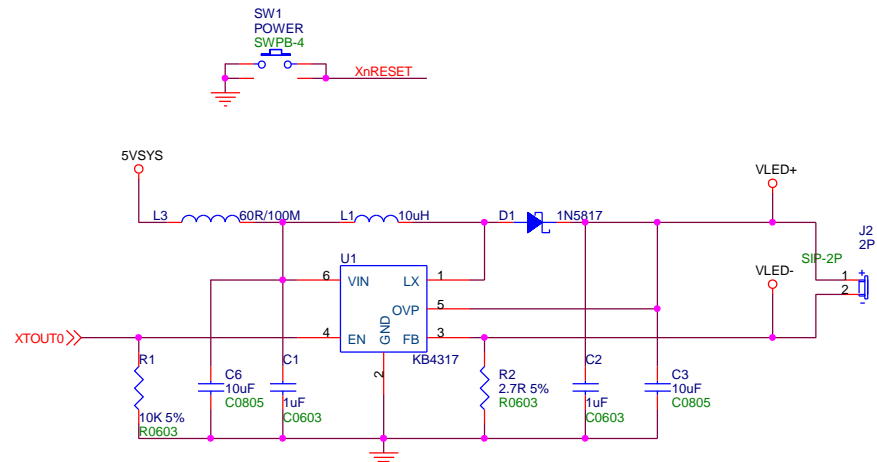 SW1
POWER
SWPB-4
XnRESET
5VSYS
VLED+
L3
60R/100M
L1
10uH
D1
1N5817
J2
2P
U1
SIP-2P
VLED-
6
VIN
LX
1
1
+
OVP
5
2
-
XTOUT0
4
EN
GND
FB
3
KB4317
2
R1
10K 5%
R0603
C6
10uF
C0805
C1
1uF
C0603
R2
2.7R 5%
R0603
C2
1uF
C0603
C3
10uF
C0805